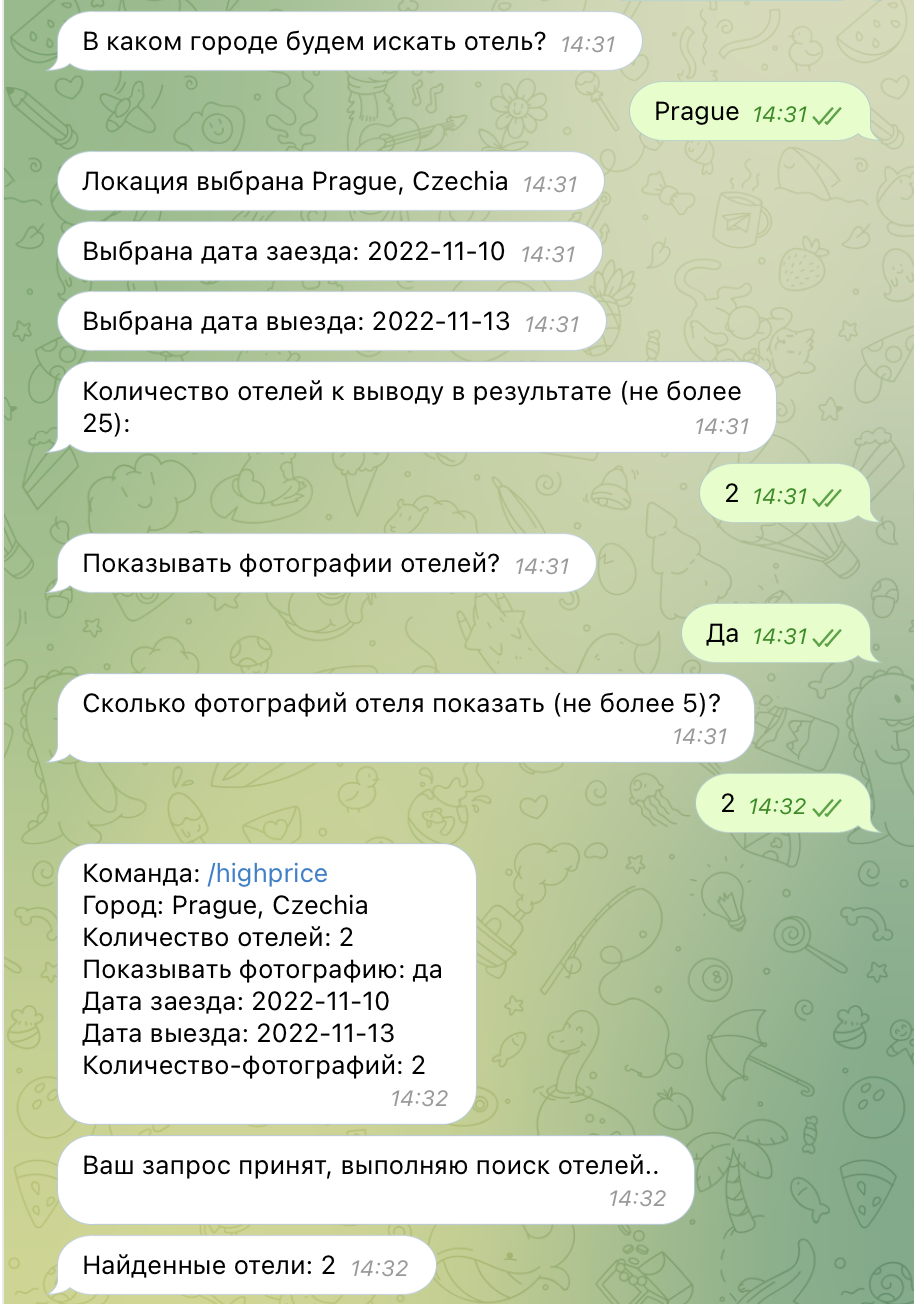 В каком городе будем искать отель? 14:31
Prague 14:31
Локация выбрана Prague, Czechia 14:31
Выбрана дата заезда: 2022-11-10 14:31
Выбрана дата выезда: 2022-11-13 14:31
Количество отелей к выводу в результате (не более
25): 14:31
2 14:31
Показывать фотографии отелей? 14:31
Да 14:31
Сколько фотографий отеля показать (не более 5)?
14:31
2 14:32
Команда: /highprice
Город: Prague, Czechia
Количество отелей: 2
Показывать фотографию: да
Дата заезда: 2022-11-10
Дата выезда: 2022-11-13
Количество-фотографий: 2
14:32
Ваш запрос принят, выполняю поиск отелей..
14:32
Найденные отели: 2 14:32